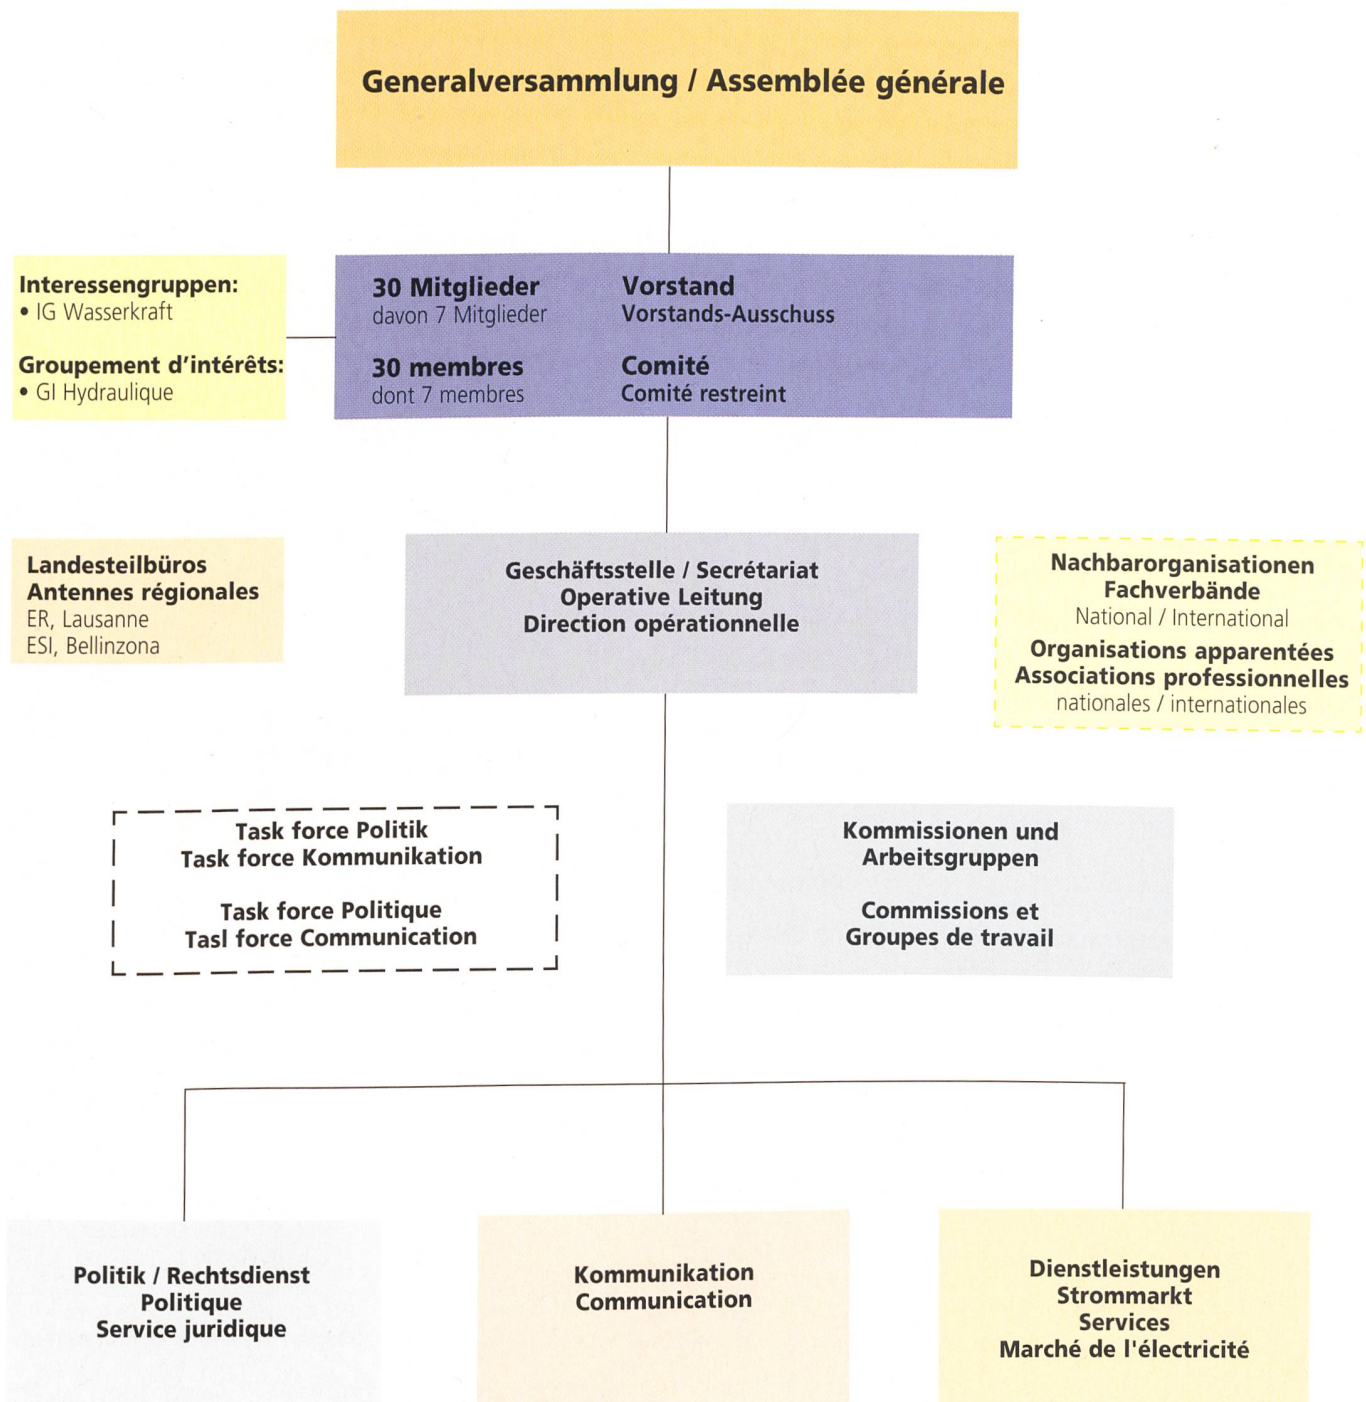 Generalversammlung / Assemblée générale
Interessengruppen:
• IG Wasserkraft
Groupement d'intérêts:
• GI Hydraulique
30 Mitglieder Vorstand
davon 7 Mitglieder Vorstands-Ausschuss
30 membres Comité
dont 7 membres Comité restreint
Landesteilbüros
Antennes régionales
ER, Lausanne
ESI, Bellinzona
Geschäftsstelle / Secrétariat
Operative Leitung
Direction opérationnelle
Nachbarorganisationen
Fachverbände
National / International
Organisations apparentées
Associations professionnelles
nationales / internationales
Task force Politik
Task force Kommunikation
Task force Politique
Tasl force Communication
Kommissionen und
Arbeitsgruppen
Commissions et
Groupes de travail
Politik / Rechtsdienst
Politique
Service juridique
Kommunikation
Communication
Dienstleistungen
Strommarkt
Services
Marché de l'électricité